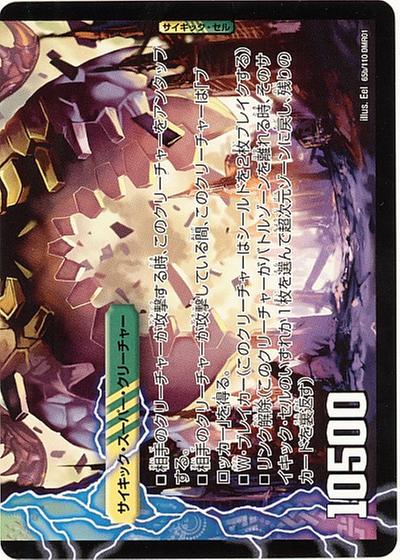 サイキック・セル
サイキック・スーパー・クリーチャー
■相手のクリーチャーが攻撃する時、このクリーチャーをアンタップ
する。
■相手のクリーチャーが攻撃している間、このクリーチャーは「ブ
ロッカー」を得る。
■W・ブレイカー(このクリーチャーはシールドを2枚ブレイクする)
■リンク解除(このクリーチャーがバトルゾーンを離れる時、そのサ
イキック・セルのいずれか1枚を選んで超次元ゾーンに戻し、残りの
カードを裏返す)
10500
illus. Eel 65b/110 DMR01